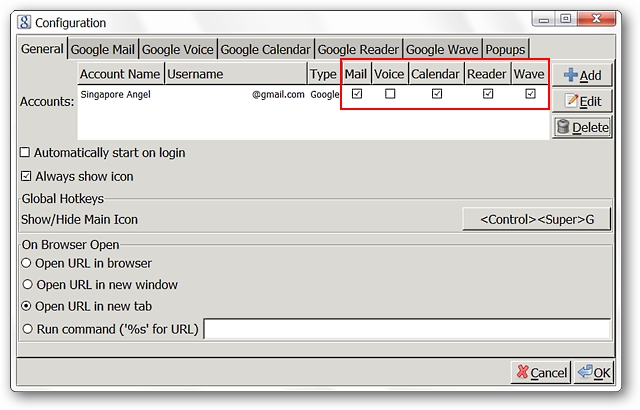 Configuration
General Google Mail Google Voice Google Calendar Google Reader Google Wave Popups
Account Name Username Type Mail Voice Calendar Reader Wave
Accounts: Singapore Angel @gmail.com Google
Add
Edit
Delete
Automatically start on login
Always show icon
Global Hotkeys
Show/Hide Main Icon <Control><Super>G
On Browser Open
Open URL in browser
Open URL in new window
Open URL in new tab
Run command ('%s' for URL)
Cancel OK